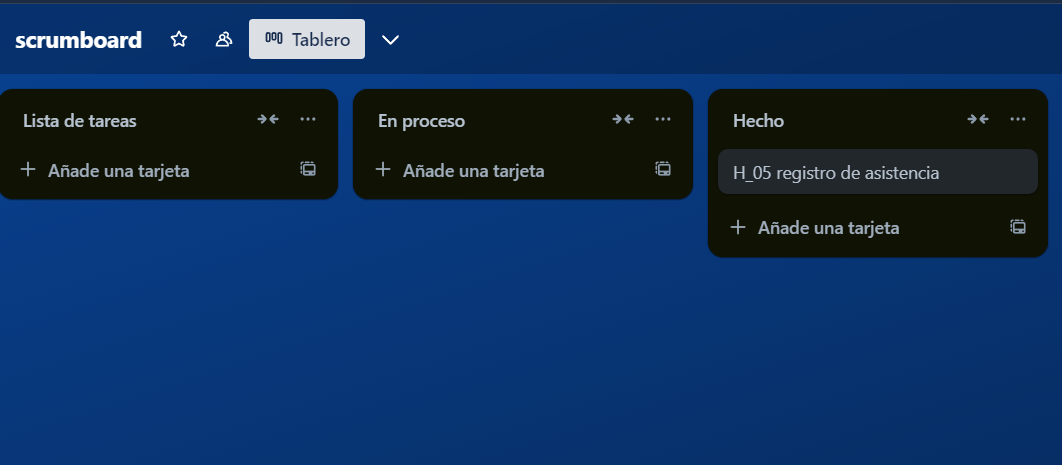 scrumboard
Tablero
Lista de tareas
Añade una tarjeta
En proceso
Añade una tarjeta
Hecho
H_05 registro de asistencia
Añade una tarjeta